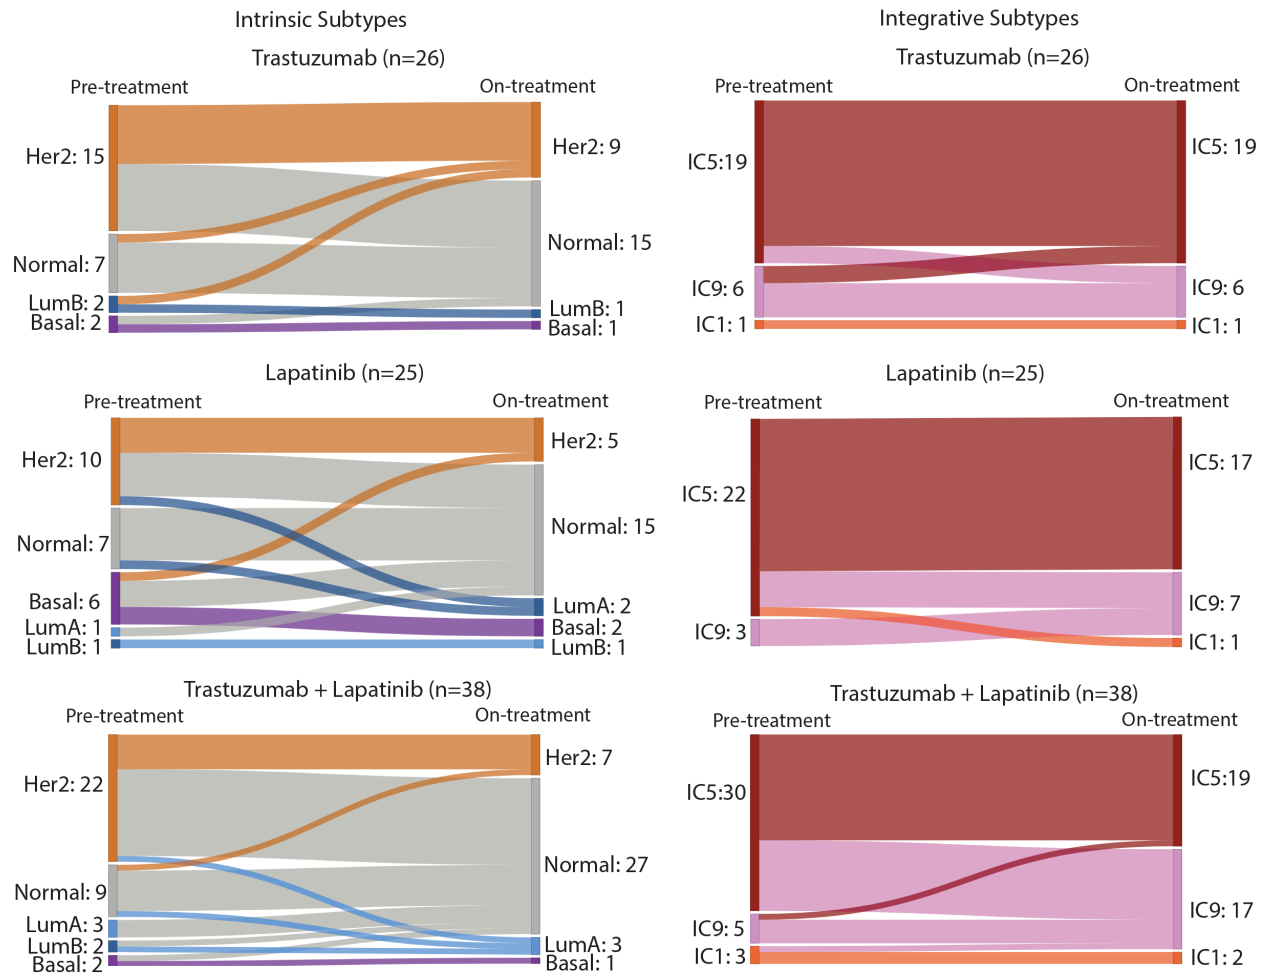 Intrinsic Subtypes
Trastuzumab (n=26)
Pre-treatment
On-treatment
Her2: 15
Normal: 7
LumB: 2
Basal: 2
Her2: 9
Normal: 15
LumB: 1
Basal: 1
Integrative Subtypes
Trastuzumab (n=26)
Pre-treatment
On-treatment
IC5:19
IC9: 6
IC1: 1
IC5: 19
IC9: 6
IC1: 1
Lapatinib (n=25)
Pre-treatment
On-treatment
Her2: 10
Normal: 7
Basal: 6
LumA: 1
LumB: 1
Her2: 5
Normal: 15
LumA: 2
Basal: 2
LumB: 1
Lapatinib (n=25)
Pre-treatment
On-treatment
IC5: 22
IC9: 3
IC5: 17
IC9: 7
IC1: 1
Trastuzumab + Lapatinib (n=38)
Pre-treatment
On-treatment
Her2: 22
Normal: 9
LumA: 3
LumB: 2
Basal: 2
Her2: 7
Normal: 27
LumA: 3
Basal: 1
Trastuzumab + Lapatinib (n=38)
Pre-treatment
On-treatment
IC5:30
IC9: 5
IC1: 3
IC5:19
IC9: 17
IC1: 2